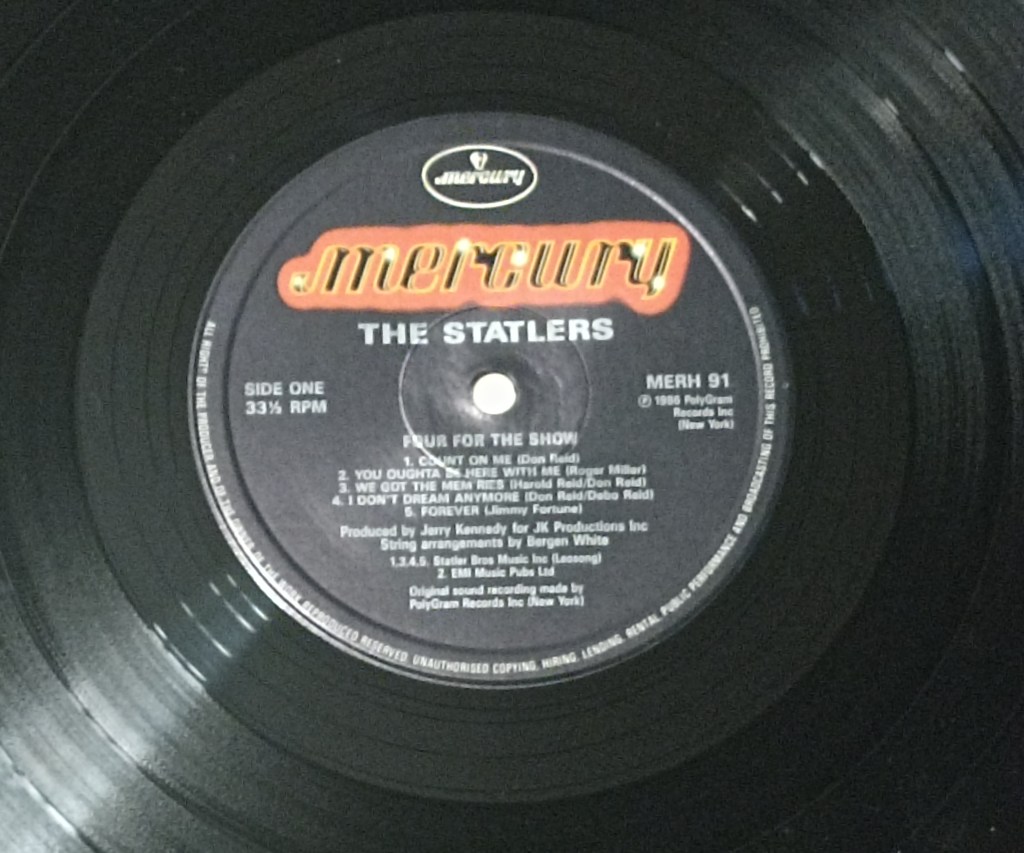 mercury
mercury
THE STATLERS
SIDE ONE
33⅓ RPM
MERH 91
Ⓟ 1986 PolyGram
Records Inc
(New York)
FOUR FOR THE SHOW
1. COUNT ON ME (Don Reid)
2. YOU OUGHTA BE HERE WITH ME (Roger Miller)
3. WE GOT THE MEM RIES (Harold Reid/Don Reid)
4. I DON'T DREAM ANYMORE (Don Reid/Debo Reid)
5. FOREVER (Jimmy Fortune)
Produced by Jerry Kennedy for JK Productions Inc
String arrangements by Bergen White
1.3.4.5. Statler Bros Music Inc (Leosong)
2. EMI Music Pubs Ltd
Original sound recording made by
PolyGram Records Inc (New York)
ALL RIGHTS OF THE PRODUCER AND OF THE OWNER OF THE WORK REPRODUCED RESERVED. UNAUTHORISED COPYING, HIRING, LENDING, RENTAL, PUBLIC PERFORMANCE AND BROADCASTING OF THIS RECORD PROHIBITED